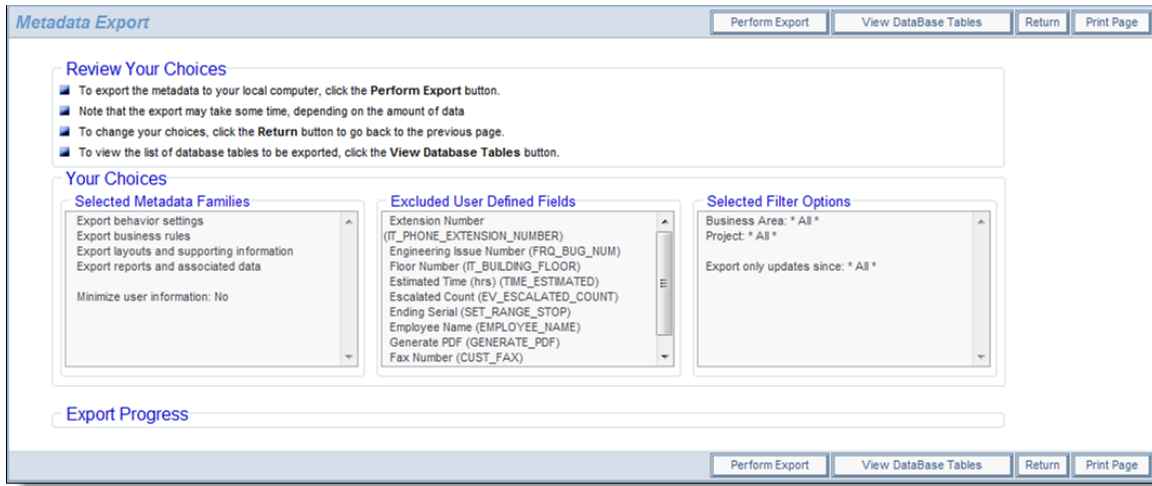 Metadata Export
Perform Export
View DataBase Tables
Return
Print Page
Review Your Choices
To export the metadata to your local computer, click the Perform Export button.
Note that the export may take some time, depending on the amount of data
To change your choices, click the Return button to go back to the previous page.
To view the list of database tables to be exported, click the View Database Tables button.
Your Choices
Selected Metadata Families
Export behavior settings
Export business rules
Export layouts and supporting information
Export reports and associated data
Minimize user information: No
Excluded User Defined Fields
Extension Number
(IT_PHONE_EXTENSION_NUMBER)
Engineering Issue Number (FRQ_BUG_NUM)
Floor Number (IT_BUILDING_FLOOR)
Estimated Time (hrs) (TIME_ESTIMATED)
Escalated Count (EV_ESCALATED_COUNT)
Ending Serial (SET_RANGE_STOP)
Employee Name (EMPLOYEE_NAME)
Generate PDF (GENERATE_PDF)
Fax Number (CUST_FAX)
Selected Filter Options
Business Area: * All *
Project: * All *
Export only updates since: * All *
Export Progress
Perform Export
View DataBase Tables
Return
Print Page